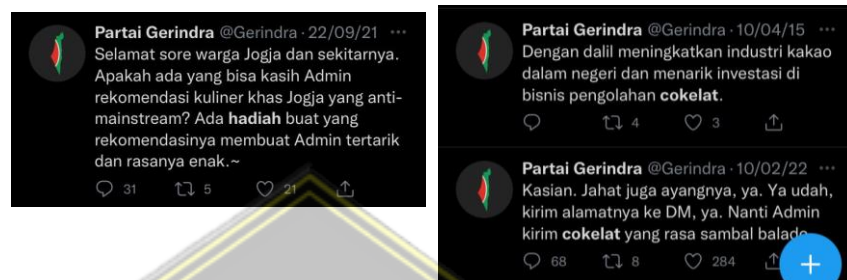 Partai Gerindra @Gerindra · 22/09/21 ···
Selamat sore warga Jogja dan sekitarnya.
Apakah ada yang bisa kasih Admin
rekomendasi kuliner khas Jogja yang anti-
mainstream? Ada hadiah buat yang
rekomendasinya membuat Admin tertarik
dan rasanya enak.~
31 5 21
Partai Gerindra @Gerindra · 10/04/15 ···
Dengan dalil meningkatkan industri kakao
dalam negeri dan menarik investasi di
bisnis pengolahan cokelat.
4 3
Partai Gerindra @Gerindra · 10/02/22 ···
Kasian. Jahat juga ayangnya, ya. Ya udah,
kirim alamatnya ke DM, ya. Nanti Admin
kirim cokelat yang rasa sambal balado.
68 8 284